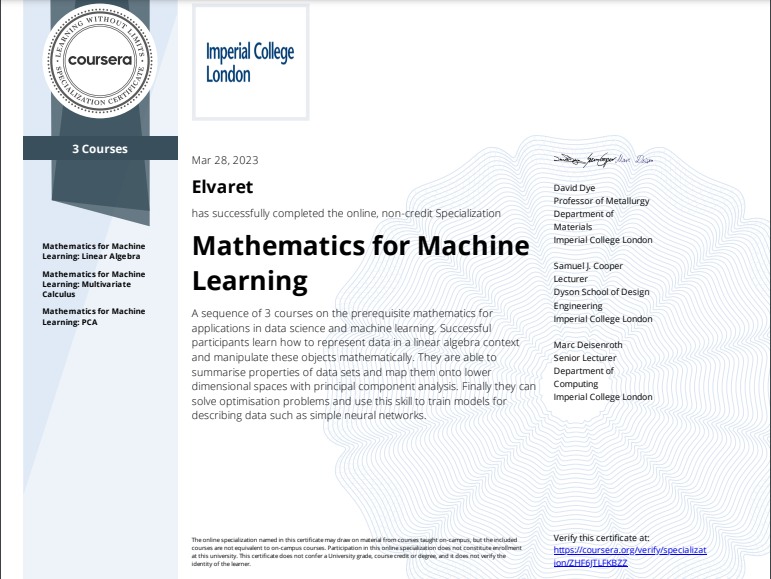 LEARNING WITHOUT LIMITS
coursera
SPECIALIZATION CERTIFICATE
3 Courses
Mathematics for Machine
Learning: Linear Algebra
Mathematics for Machine
Learning: Multivariate
Calculus
Mathematics for Machine
Learning: PCA
Imperial College
London
Mar 28, 2023
Elvaret
has successfully completed the online, non-credit Specialization
Mathematics for Machine
Learning
A sequence of 3 courses on the prerequisite mathematics for
applications in data science and machine learning. Successful
participants learn how to represent data in a linear algebra context
and manipulate these objects mathematically. They are able to
summarise properties of data sets and map them onto lower
dimensional spaces with principal component analysis. Finally they can
solve optimisation problems and use this skill to train models for
describing data such as simple neural networks.
David Dye
Professor of Metallurgy
Department of
Materials
Imperial College London
Samuel J. Cooper
Lecturer
Dyson School of Design
Engineering
Imperial College London
Marc Deisenroth
Senior Lecturer
Department of
Computing
Imperial College London
The online specialization named in this certificate may draw on material from courses taught on-campus, but the included
courses are not equivalent to on-campus courses. Participation in this online specialization does not constitute enrollment
at this university. This certificate does not confer a University grade, course credit or degree, and it does not verify the
identity of the learner.
Verify this certificate at:
https://coursera.org/verify/specializat
ion/ZHF6JTLFKBZZ